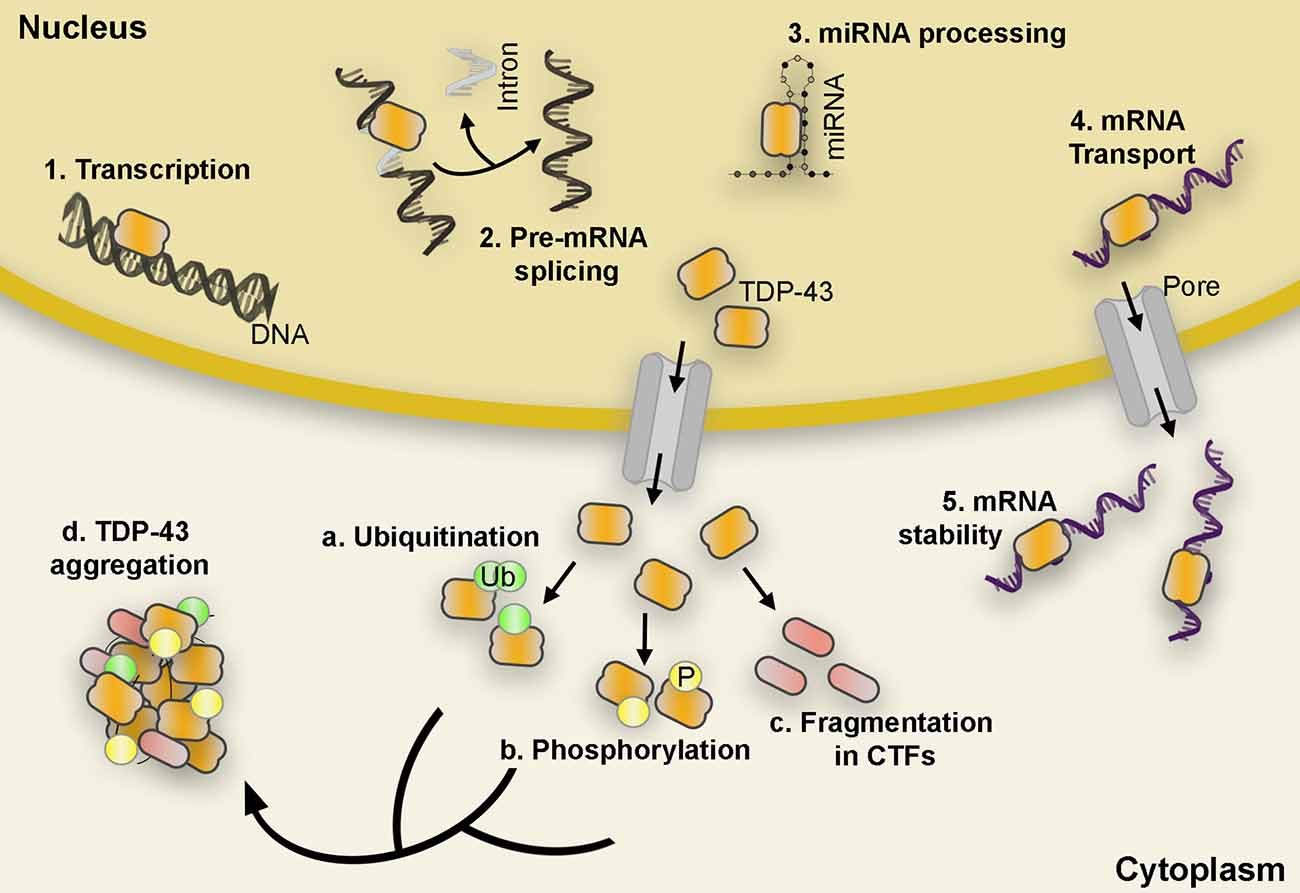 Nucleus
3. miRNA processing
Intron
miRNA
4. mRNA
Transport
1. Transcription
2. Pre-mRNA
splicing
TDP-43
Pore
DNA
5. mRNA
stability
d. TDP-43
aggregation
a. Ubiquitination
Ub
P
c. Fragmentation
in CTFs
b. Phosphorylation
Cytoplasm